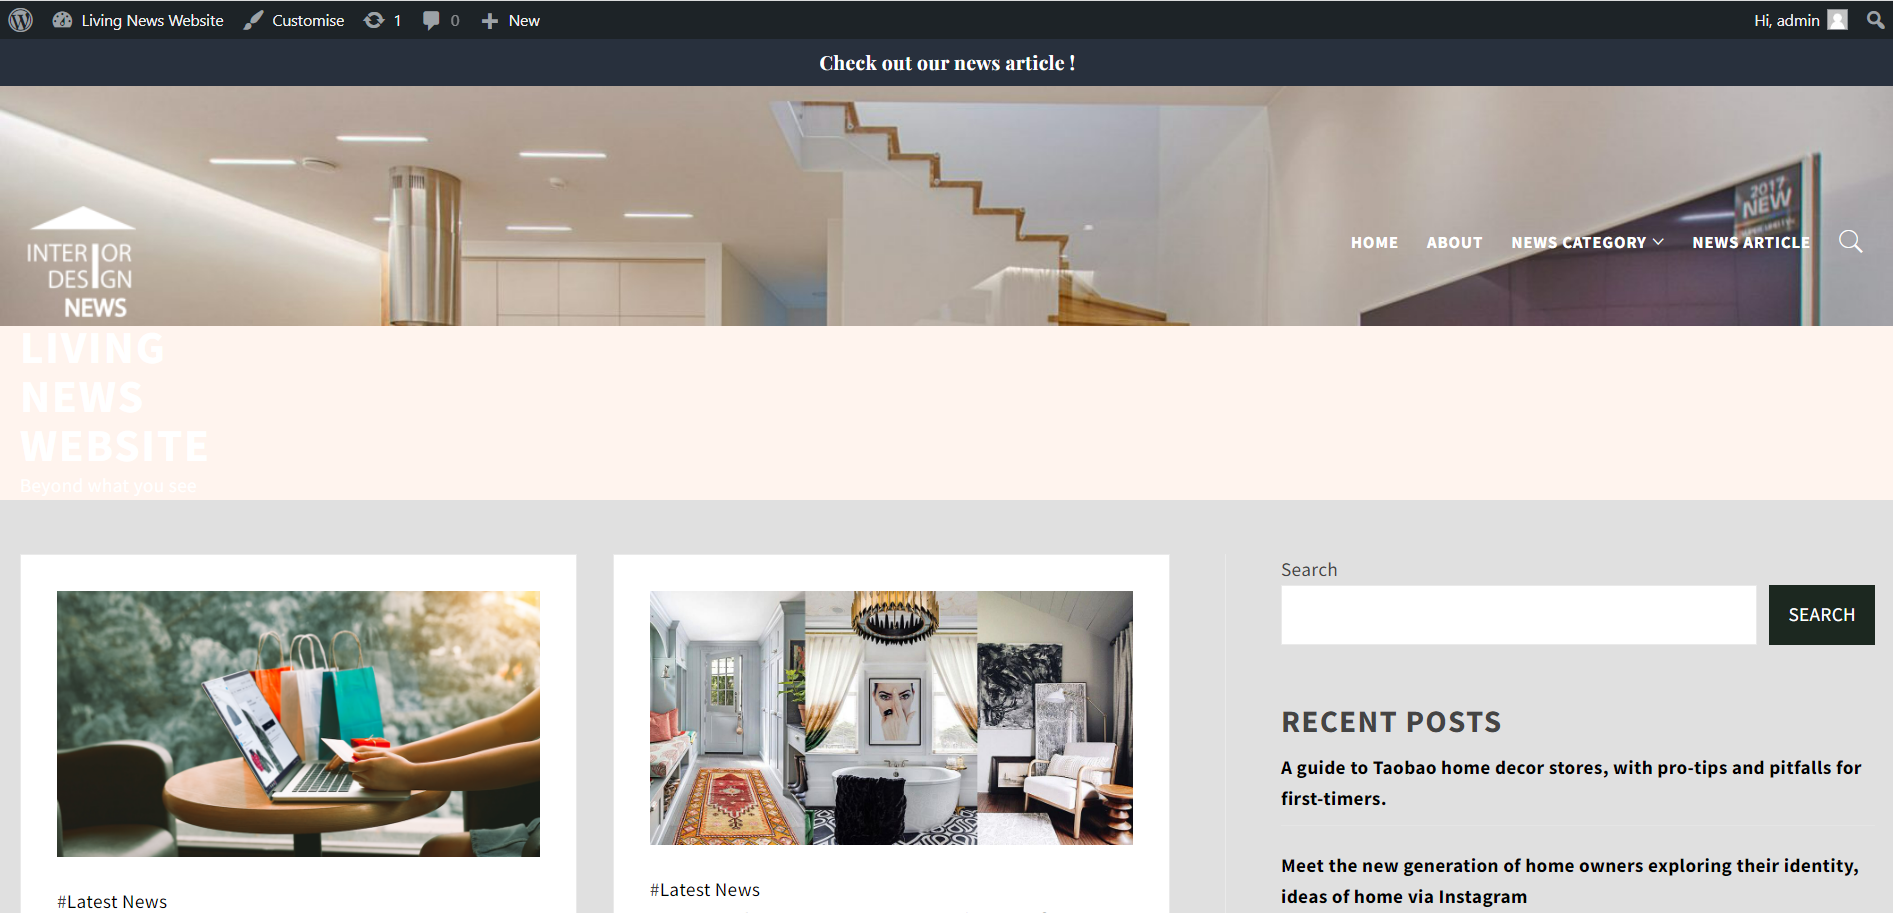 Living News Website Customise 1 0 New Hi, admin
Check out our news article !
2017
NEW
INTERIOR
DESIGN
NEWS
HOME ABOUT NEWS CATEGORY NEWS ARTICLE
LIVING
NEWS
WEBSITE
Beyond what you see
#Latest News
#Latest News
Search
SEARCH
RECENT POSTS
A guide to Taobao home decor stores, with pro-tips and pitfalls for
first-timers.
Meet the new generation of home owners exploring their identity,
ideas of home via Instagram